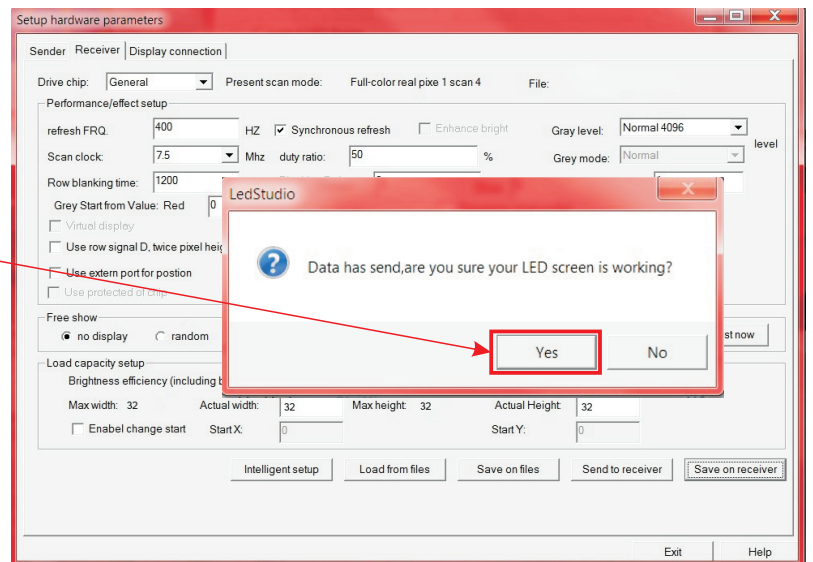 Setup hardware parameters
Sender Receiver Display connection
Drive chip: General Present scan mode: Full-color real pixe 1 scan 4 File:
Performance/effect setup
refresh FRQ. 400 HZ Synchronous refresh Enhance bright Gray level: Normal 4096
level
Scan clock: 7.5 Mhz duty ratio: 50 % Grey mode: Normal
Row blanking time: 1200
Grey Start from Value: Red 0
LedStudio
Virtual display
Use row signal D, twice pixel heig
Data has send,are you sure your LED screen is working?
Use extern port for postion
Use protected of chip
Free show
no display random
st now
Yes No
Load capacity setup
Brightness efficiency (including b
Max width: 32 Actual width: 32 Max height: 32 Actual Height: 32
Enabel change start Start X: 0 Start Y: 0
Intelligent setup Load from files Save on files Send to receiver Save on receiver
Exit Help